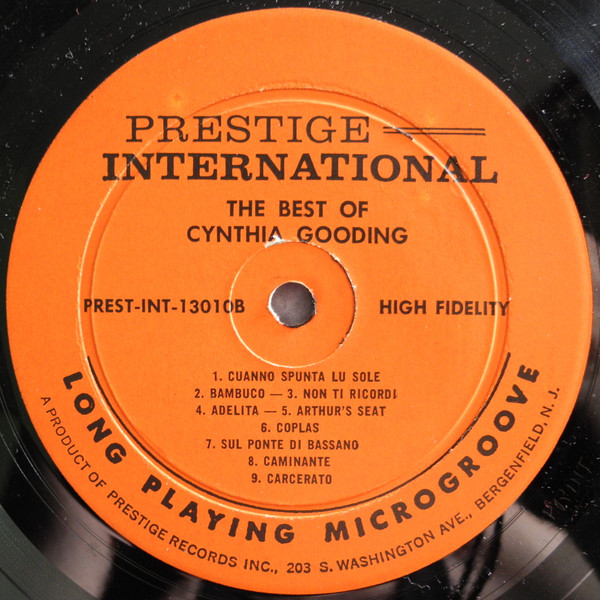 PRESTIGE
INTERNATIONAL
THE BEST OF
CYNTHIA GOODING
PREST-INT-13010B
HIGH FIDELITY
1. CUANNO SPUNTA LU SOLE
2. BAMBUCO — 3. NON TI RICORDI
4. ADELITA — 5. ARTHUR'S SEAT
6. COPLAS
7. SUL PONTE DI BASSANO
8. CAMINANTE
9. CARCERATO
LONG PLAYING MICROGROOVE
A PRODUCT OF PRESTIGE RECORDS INC., 203 S. WASHINGTON AVE., BERGENFIELD, N. J.